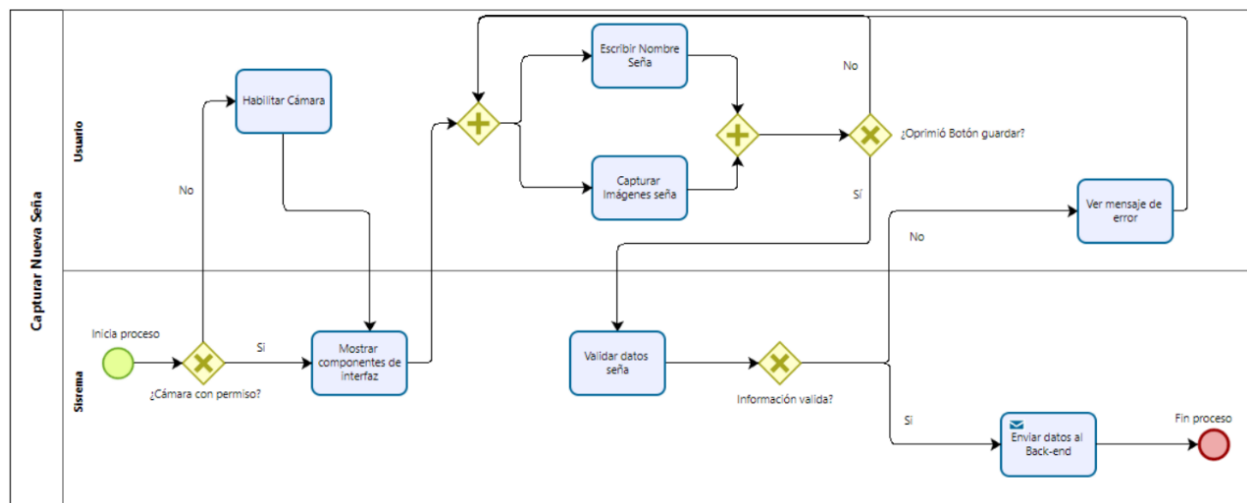 Capturar Nueva Seña
Usuario
Sisrema
Habilitar Cámara
No
Escribir Nombre
Seña
Capturar
Imágenes seña
No
¿Oprimió Botón guardar?
Sí
Ver mensaje de
error
No
Inicia proceso
¿Cámara con permiso?
Sí
Mostrar
componentes de
interfaz
Validar datos
seña
Información valida?
Si
Enviar datos al
Back-end
Fin proceso